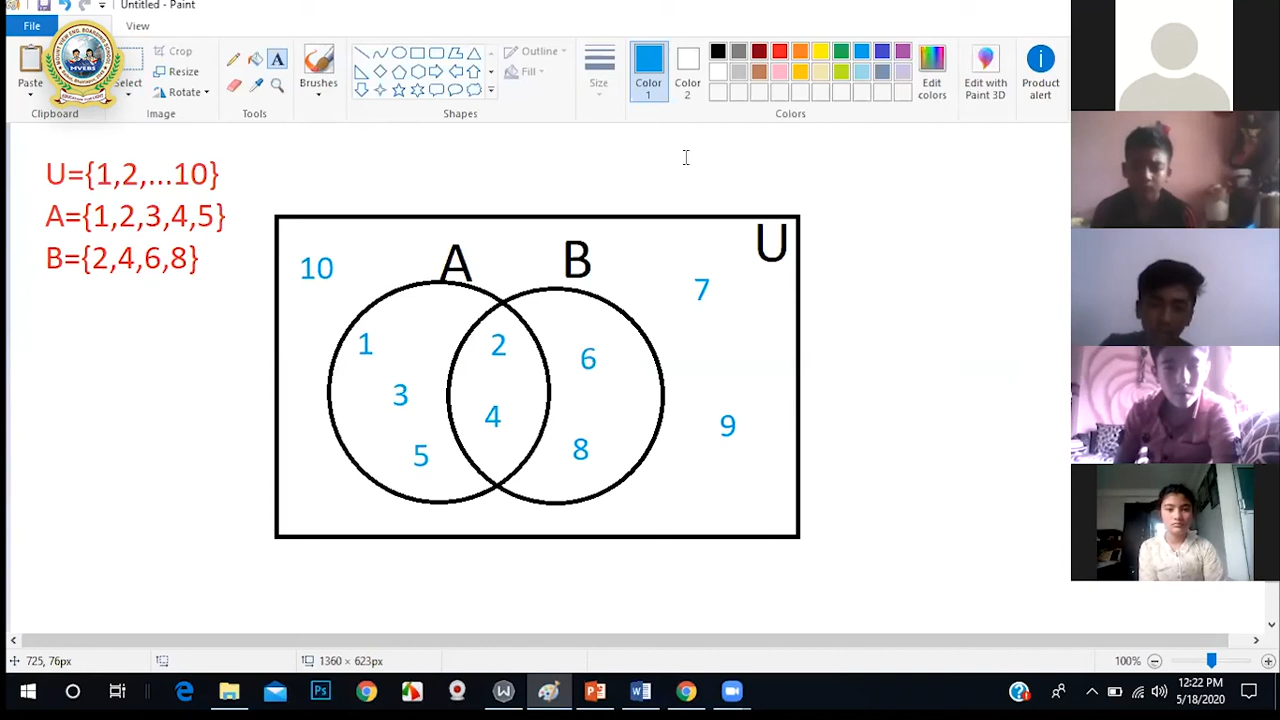 Untitled - Paint
File
View
Paste
Select
Crop
Resize
Rotate
A
Brushes
Outline
Fill
Size
Color 1
Color 2
Edit colors
Edit with Paint 3D
Product alert
Clipboard
Image
Tools
Shapes
Colors
MVEBS
U={1,2,...10}
A={1,2,3,4,5}
B={2,4,6,8}
A
B
U
10
7
1
2
6
3
4
9
5
8
725, 76px
1360 × 623px
100%
Ps
W
12:22 PM
5/18/2020